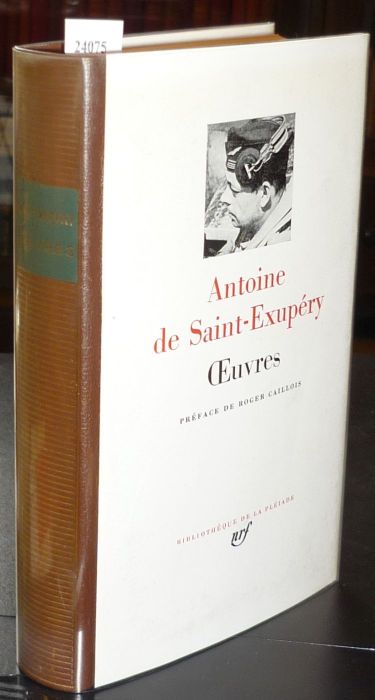 24075
Antoine
de Saint-Exupéry
Œuvres
PRÉFACE DE ROGER CAILLOIS
BIBLIOTHÈQUE DE LA PLÉIADE
nrf